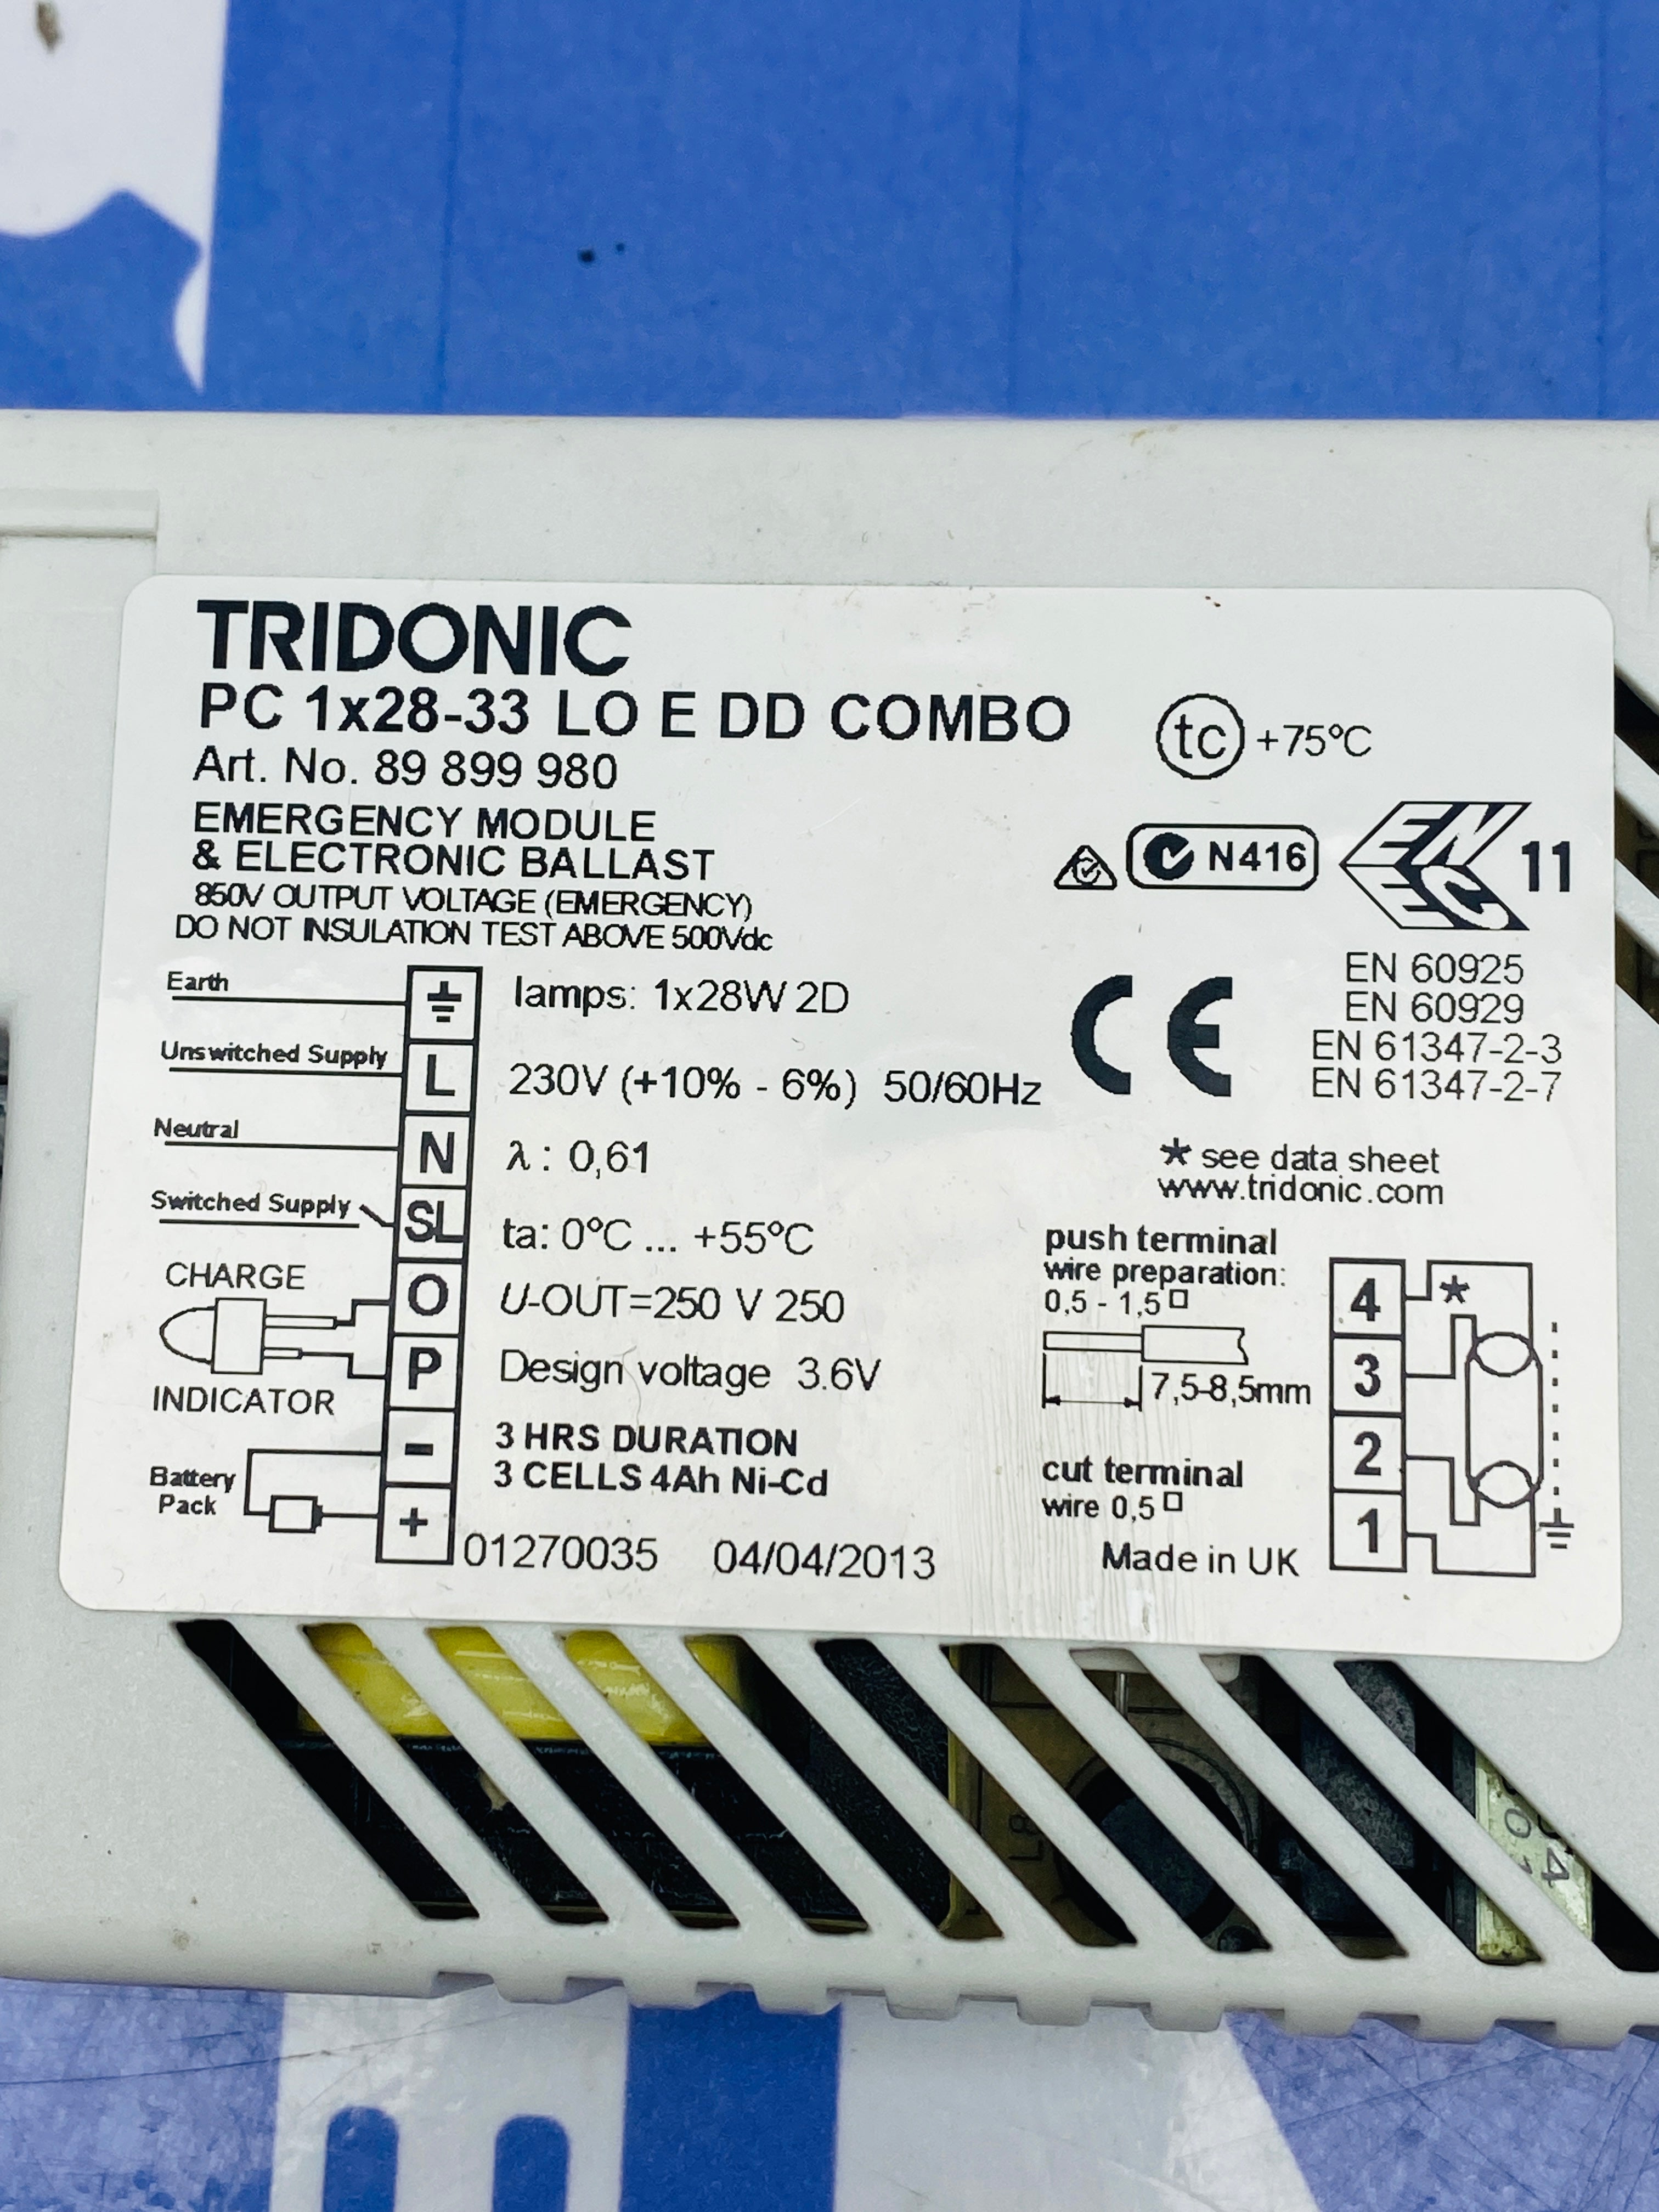 TRIDONIC
PC 1x28-33 LO E DD COMBO
Art. No. 89 899 980
tc +75°C
EMERGENCY MODULE
& ELECTRONIC BALLAST
850V OUTPUT VOLTAGE (EMERGENCY)
DO NOT INSULATION TEST ABOVE 500Vdc
N416
ENEC 11
CE
EN 60925
EN 60929
EN 61347-2-3
EN 61347-2-7
Earth
lamps: 1x28W 2D
Unswitched Supply
L
230V (+10% - 6%) 50/60Hz
Neutral
N
λ : 0,61
Switched Supply
SL
ta: 0°C ... +55°C
CHARGE
INDICATOR
O
U-OUT=250 V 250
P
Design voltage 3.6V
Battery
Pack
-
+
3 HRS DURATION
3 CELLS 4Ah Ni-Cd
01270035 04/04/2013
* see data sheet
www.tridonic.com
push terminal
wire preparation:
0,5 - 1,5 □
7,5-8,5mm
cut terminal
wire 0,5 □
Made in UK
4 *
3
2
1